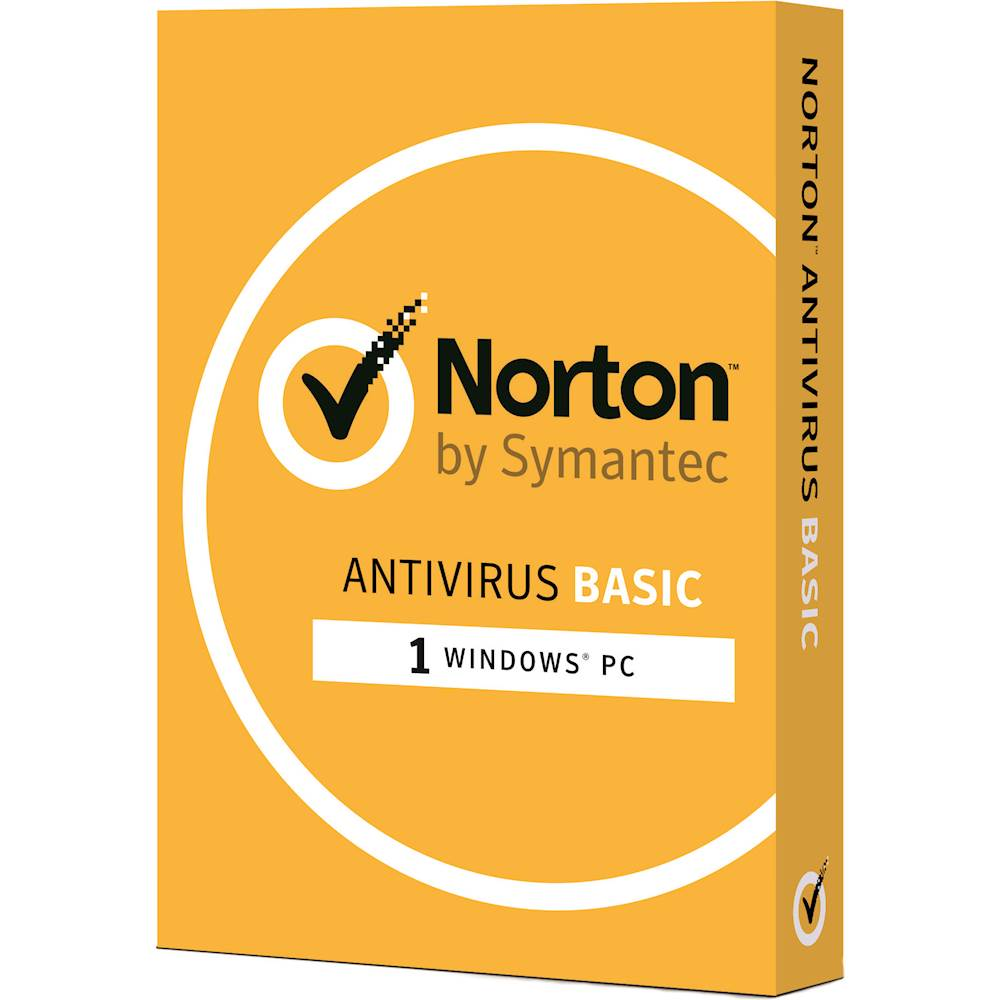 Norton™
by Symantec
ANTIVIRUS BASIC
1 WINDOWS® PC
NORTON™ ANTIVIRUS BASIC